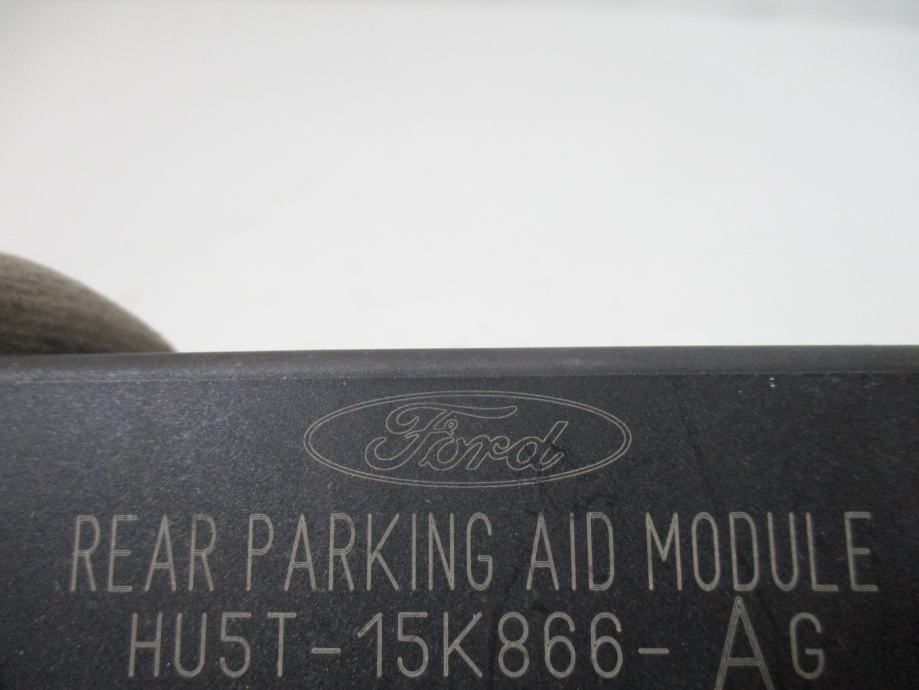 Ford
REAR PARKING AID MODULE
HU5T-15K866-AG